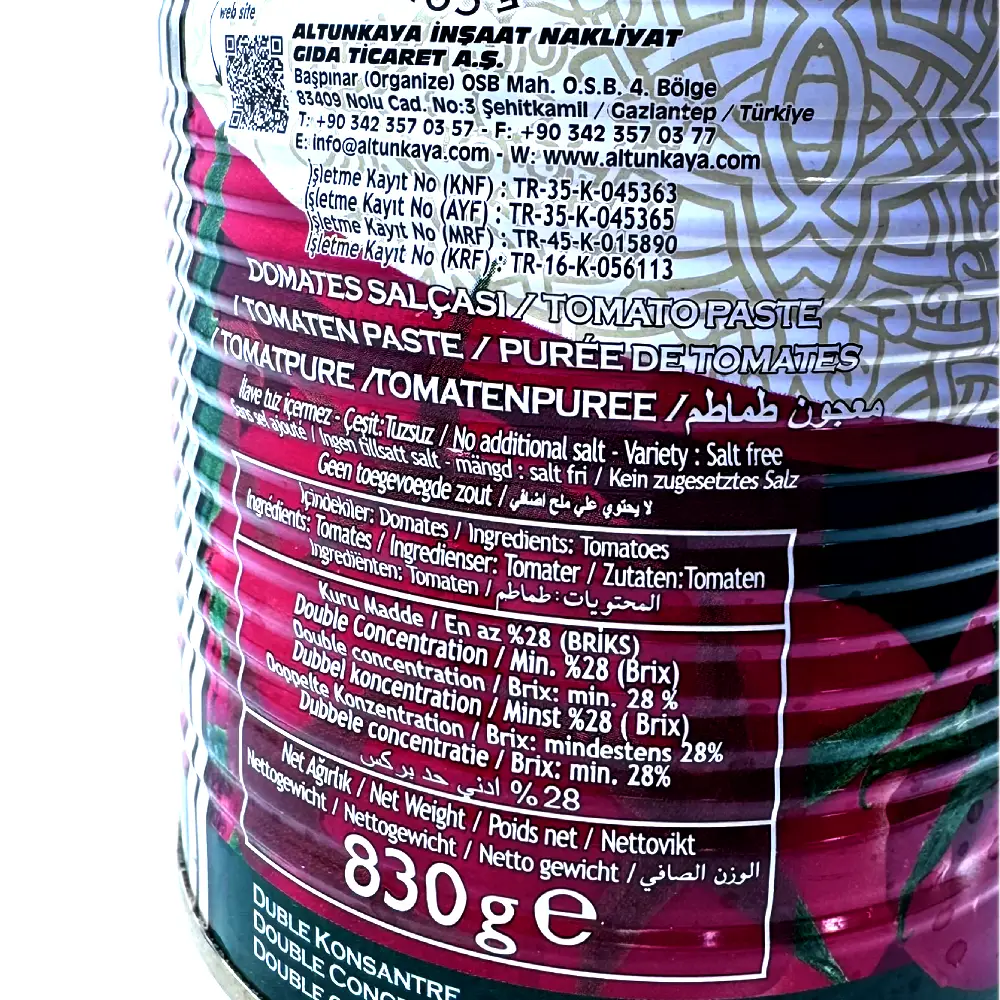 web site
ALTUNKAYA İNŞAAT NAKLİYAT
GIDA TİCARET A.Ş.
Başpınar (Organize) OSB Mah. O.S.B. 4. Bölge
83409 Nolu Cad. No:3 Şehitkamil / Gaziantep / Türkiye
T: +90 342 357 03 57 - F: +90 342 357 03 77
E: info@altunkaya.com - W: www.altunkaya.com
İşletme Kayıt No (KNF) : TR-35-K-045363
İşletme Kayıt No (AYF) : TR-35-K-045365
İşletme Kayıt No (MRF) : TR-45-K-015890
İşletme Kayıt No (KRF) : TR-16-K-056113
DOMATES SALÇASI / TOMATO PASTE
/ TOMATEN PASTE / PURÉE DE TOMATES
/ TOMATPURE / TOMATENPUREE / معجون طماطم
İlave tuz içermez - Çeşit: Tuzsuz / No additional salt - Variety : Salt free
Sans sel ajouté / Ingen tillsatt salt - mängd : salt fri / Kein zugesetztes Salz
Geen toegevoegde zout / لا يحتوي علي ملح اضافي
İçindekiler: Domates / Ingredients: Tomatoes
Ingrédients: Tomates / Ingredienser: Tomater / Zutaten: Tomaten
Ingrediënten: Tomaten / المحتويات: طماطم
Kuru Madde / En az %28 (BRİKS)
Double Concentration / Min. %28 (Brix)
Double concentration / Brix: min. 28 %
Dubbel koncentration / Minst %28 ( Brix)
Doppelte Konzentration / Brix: mindestens 28%
Dubbele concentratie / Brix: min. 28%
28 % ادني حد بركس
Net Ağırlık / Net Weight / Poids net / Nettovikt
Nettogewicht / Nettogewicht / Netto gewicht / الوزن الصافي
830 g e
DUBLE KONSANTRE
DOUBLE
DOUBLE